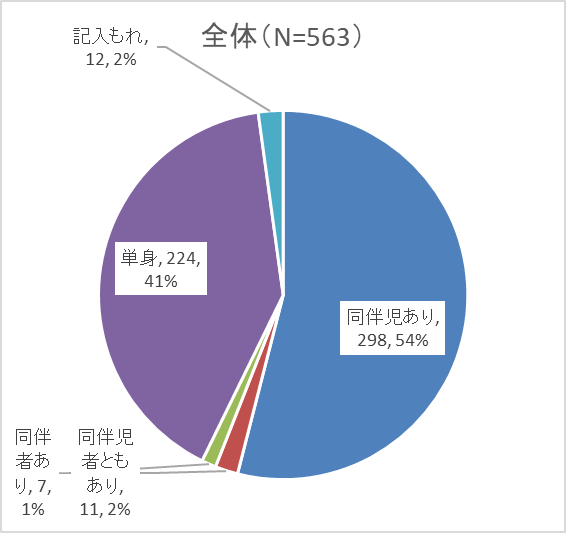 全体（N=563）
記入もれ,
12, 2%
単身, 224,
41%
同伴児あり,
298, 54%
同伴
者あ
り, 7,
1%
同伴児
者とも
あり,
11, 2%